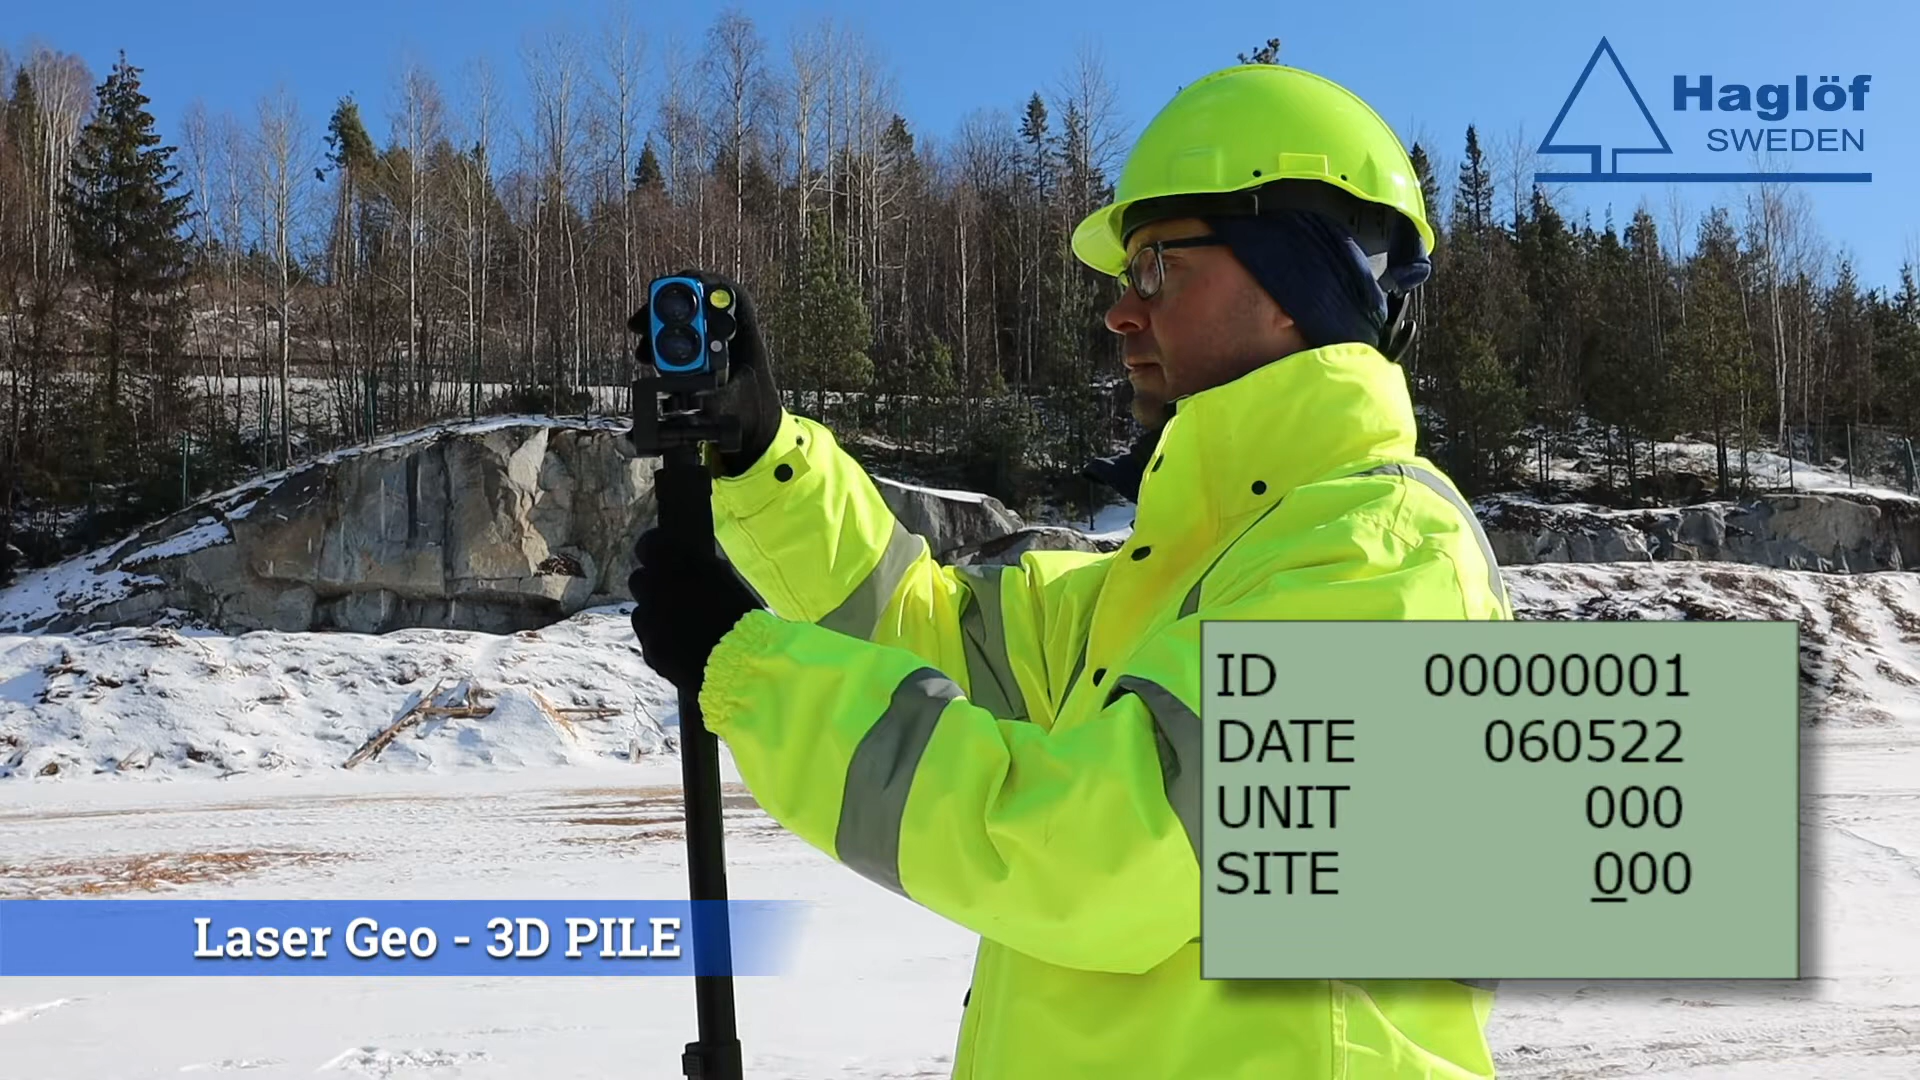 Haglöf
SWEDEN
ID 00000001
DATE 060522
UNIT 000
SITE 000
Laser Geo - 3D PILE